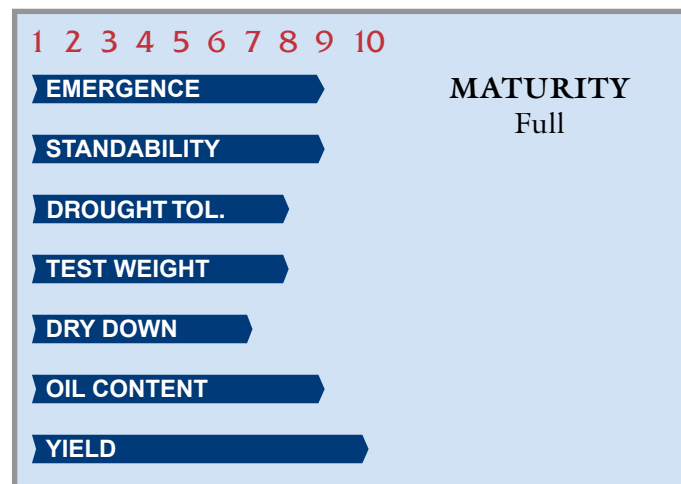 1 2 3 4 5 6 7 8 9 10
EMERGENCE
MATURITY
Full
STANDABILITY
DROUGHT TOL.
TEST WEIGHT
DRY DOWN
OIL CONTENT
YIELD